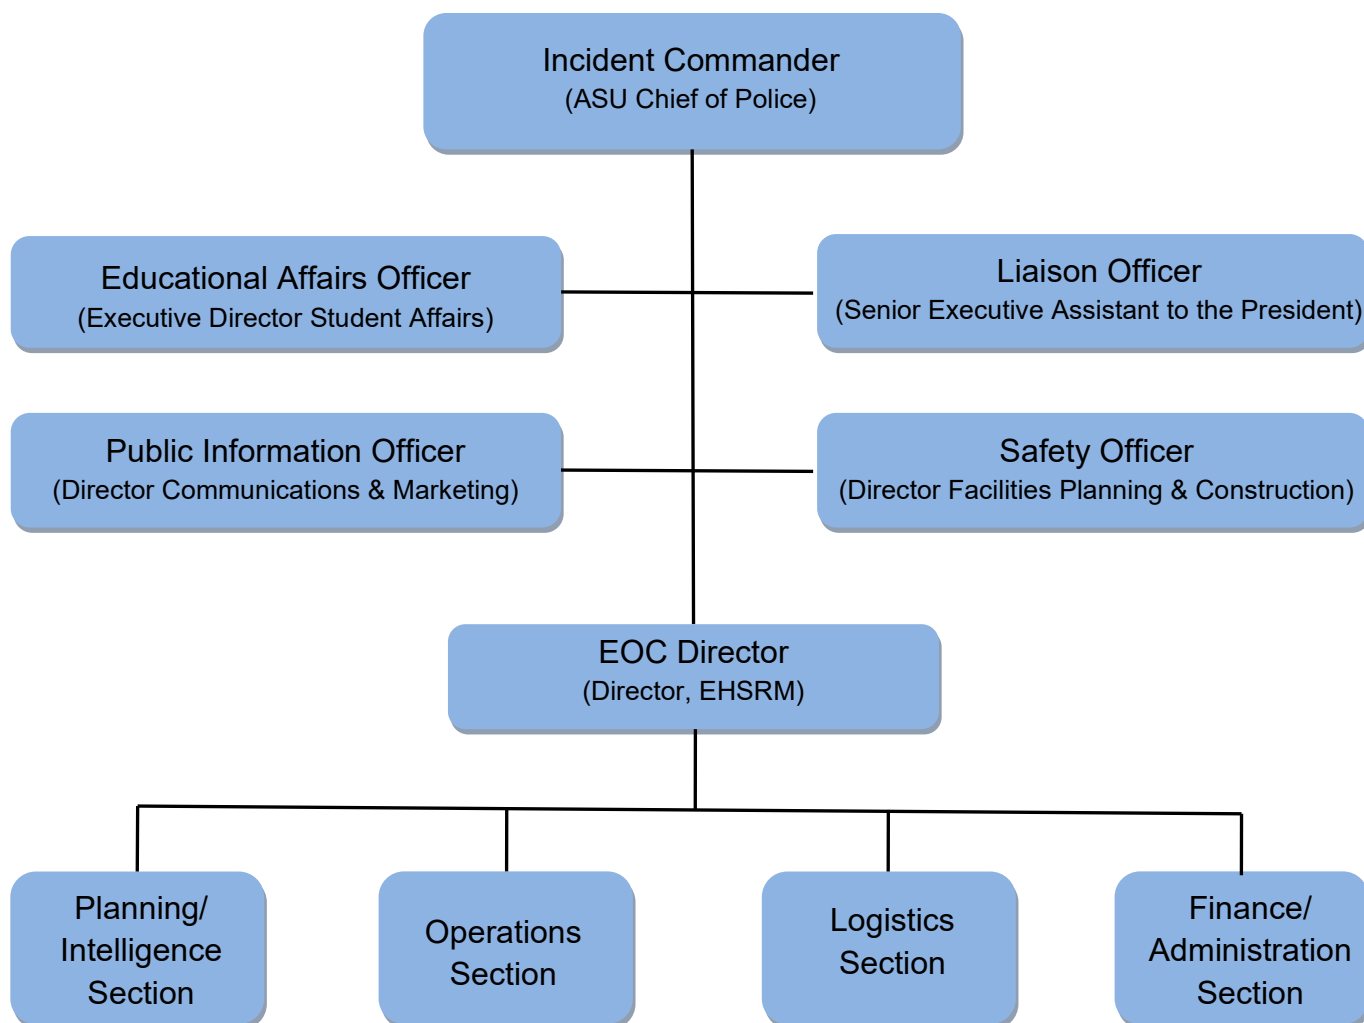 Incident Commander
(ASU Chief of Police)
Educational Affairs Officer
(Executive Director Student Affairs)
Liaison Officer
(Senior Executive Assistant to the President)
Public Information Officer
(Director Communications & Marketing)
Safety Officer
(Director Facilities Planning & Construction)
EOC Director
(Director, EHSRM)
Planning/
Intelligence
Section
Operations
Section
Logistics
Section
Finance/
Administration
Section